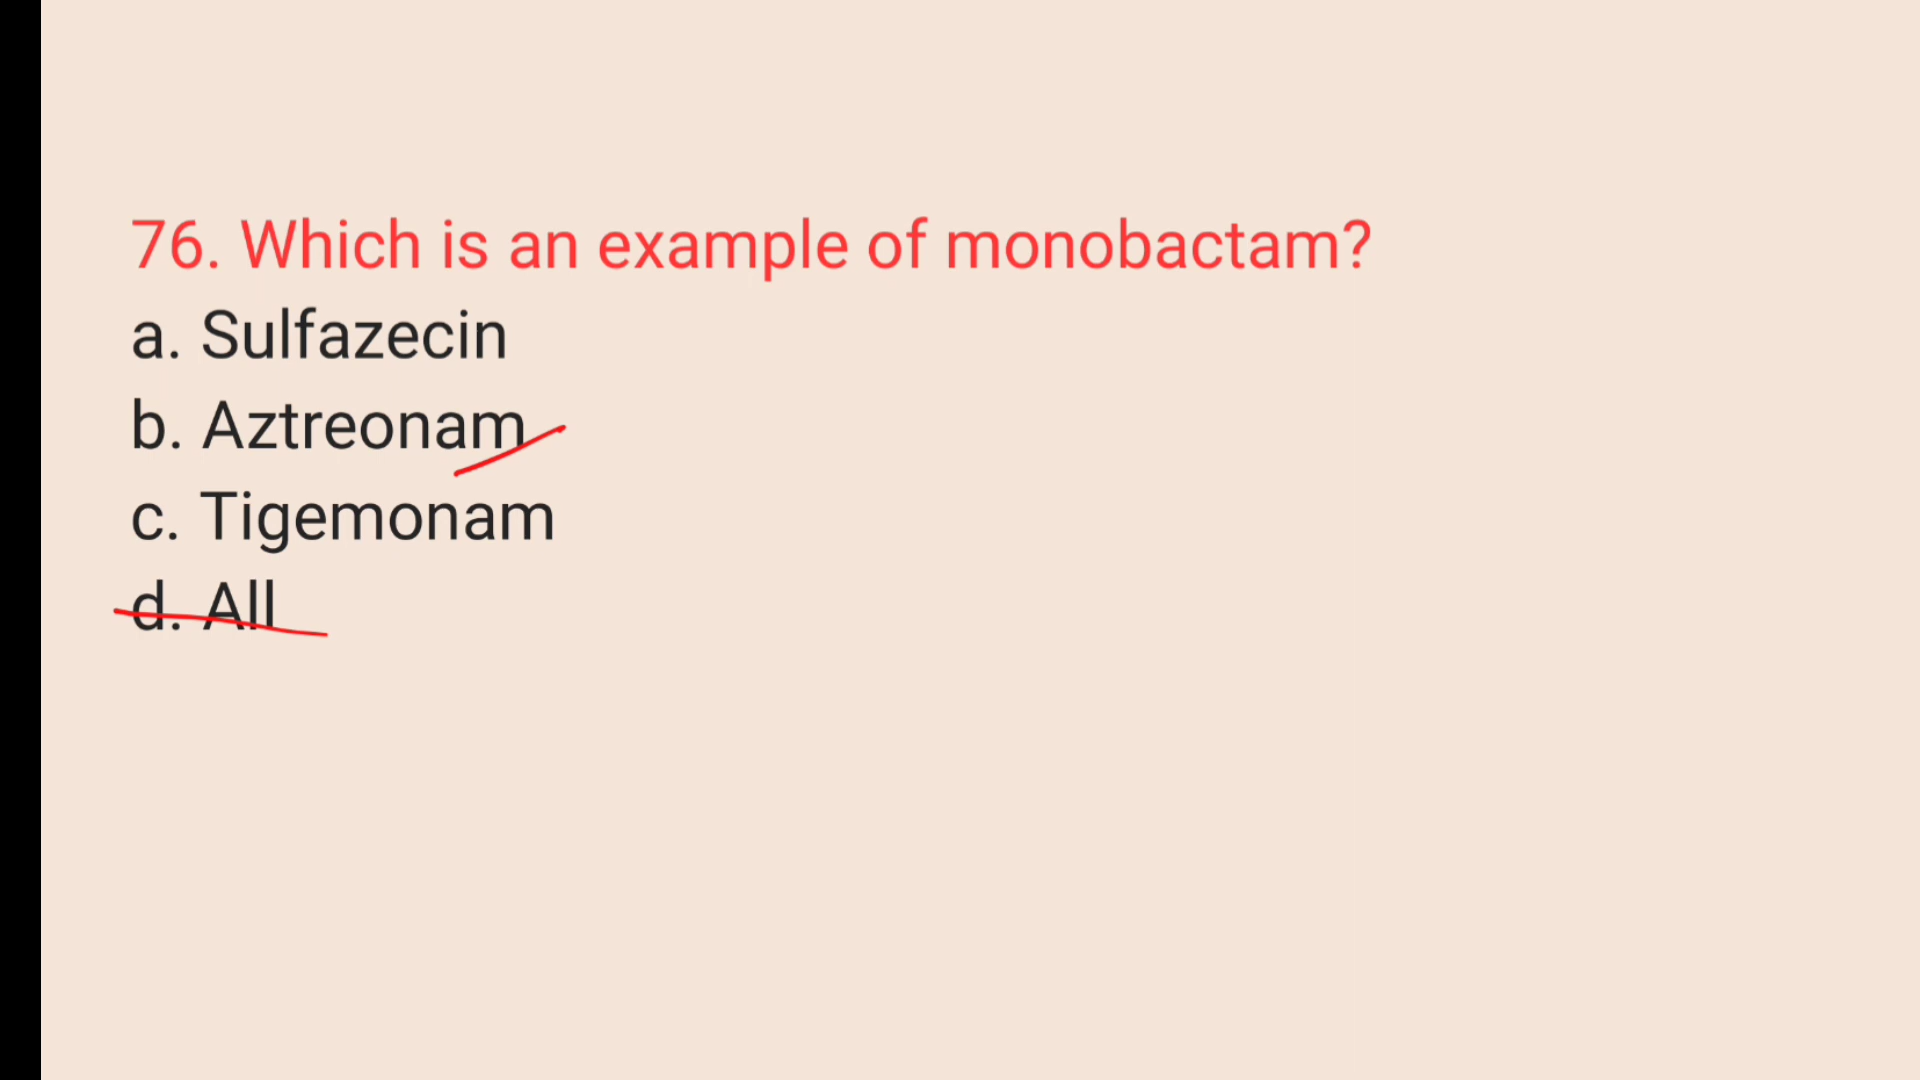 76. Which is an example of monobactam?
a. Sulfazecin
b. Aztreonam
c. Tigemonam
d. All